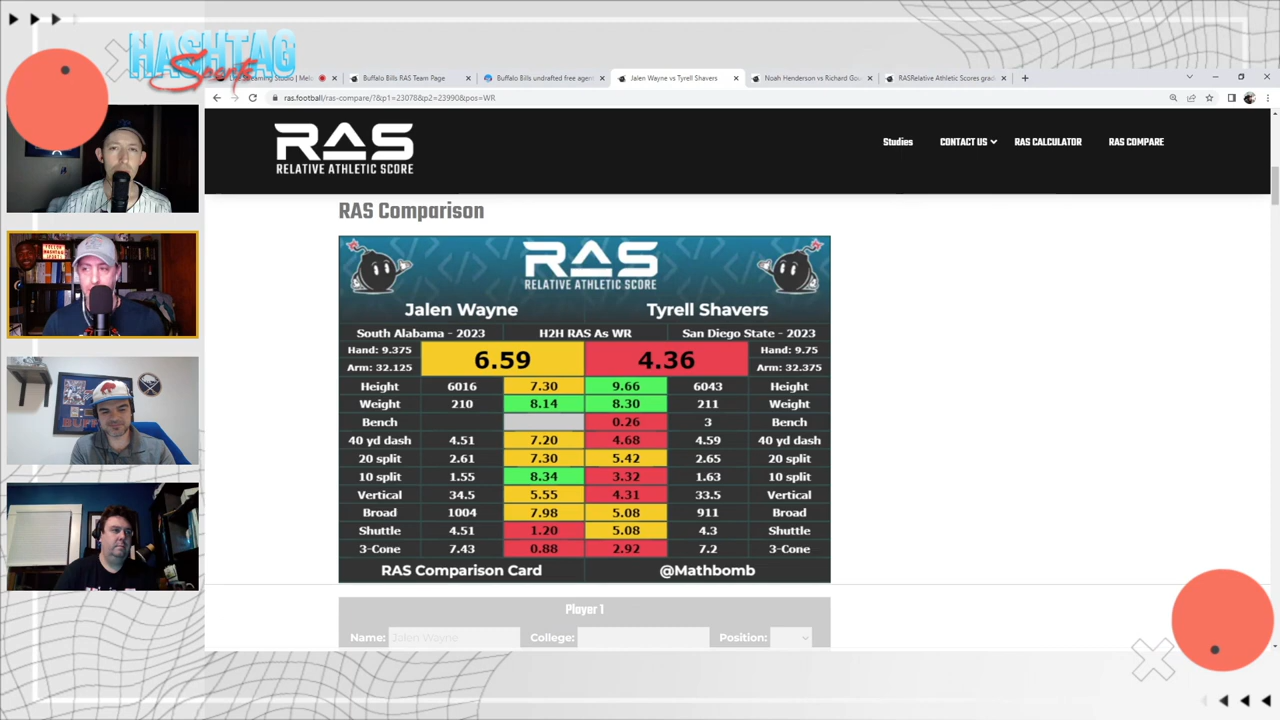 HASHTAG
Sports
Live Streaming Studio | Melo
Buffalo Bills RAS Team Page
Buffalo Bills undrafted free agen
Jalen Wayne vs Tyrell Shavers
Noah Henderson vs Richard Gou
RASRelative Athletic Scores grad
ras.football/ras-compare/?&p1=23078&p2=23990&pos=WR
RAS
RELATIVE ATHLETIC SCORE
Studies CONTACT US RAS CALCULATOR RAS COMPARE
RAS Comparison
RAS
RELATIVE ATHLETIC SCORE
Jalen Wayne Tyrell Shavers
South Alabama - 2023 H2H RAS As WR San Diego State - 2023
Hand: 9.375 6.59 4.36 Hand: 9.75
Arm: 32.125 Arm: 32.375
Height 6016 7.30 9.66 6043 Height
Weight 210 8.14 8.30 211 Weight
Bench 0.26 3 Bench
40 yd dash 4.51 7.20 4.68 4.59 40 yd dash
20 split 2.61 7.30 5.42 2.65 20 split
10 split 1.55 8.34 3.32 1.63 10 split
Vertical 34.5 5.55 4.31 33.5 Vertical
Broad 1004 7.98 5.08 911 Broad
Shuttle 4.51 1.20 5.08 4.3 Shuttle
3-Cone 7.43 0.88 2.92 7.2 3-Cone
RAS Comparison Card @Mathbomb
Player 1
Name: Jalen Wayne College: Position: